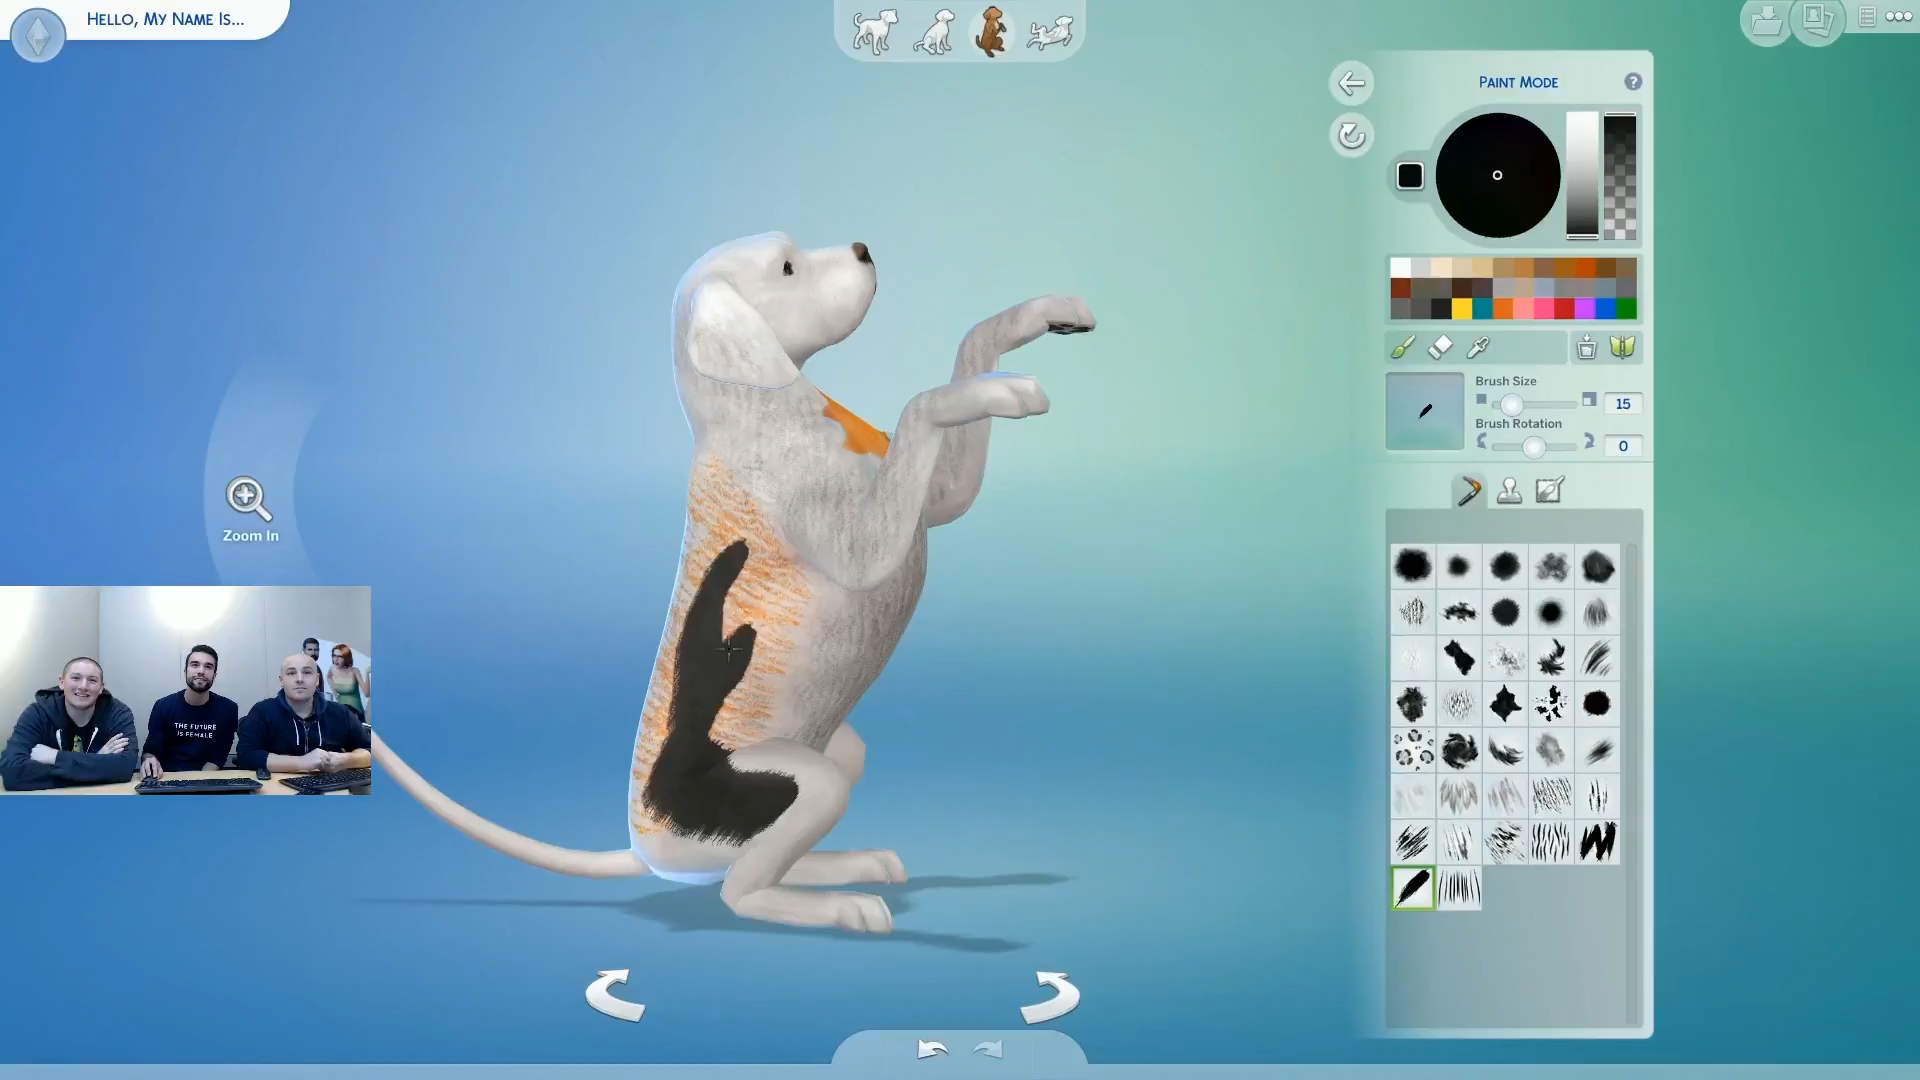 Hello, My Name Is...
Paint Mode
?
Brush Size
15
Brush Rotation
0
Zoom In
THE FUTURE
IS FEMALE